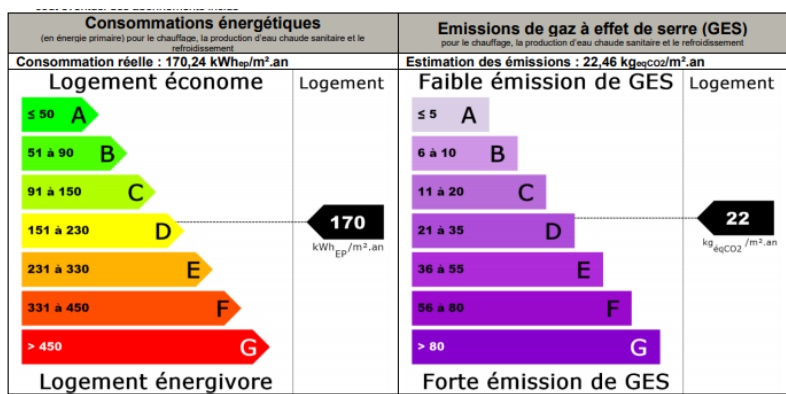 Consommations énergétiques
(en énergie primaire) pour le chauffage, la production d'eau chaude sanitaire et le
refroidissement
Consommation réelle : 170,24 kWhep/m².an
Logement économe
Logement
≤ 50 A
51 à 90 B
91 à 150 C
151 à 230 D
170
kWhEP/m².an
231 à 330 E
331 à 450 F
> 450 G
Logement énergivore
Emissions de gaz à effet de serre (GES)
pour le chauffage, la production d'eau chaude sanitaire et le refroidissement
Estimation des émissions : 22,46 kgeqCO2/m².an
Faible émission de GES
Logement
≤ 5 A
6 à 10 B
11 à 20 C
21 à 35 D
22
kgéqCO2/m².an
36 à 55 E
56 à 80 F
> 80 G
Forte émission de GES